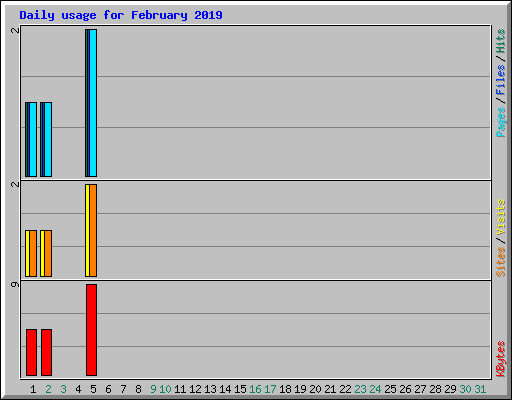 Daily usage for February 2019
2
2
9
Pages / Files / Hits
Sites / Visits
KBytes
1 2 3 4 5 6 7 8 9 10 11 12 13 14 15 16 17 18 19 20 21 22 23 24 25 26 27 28 29 30 31